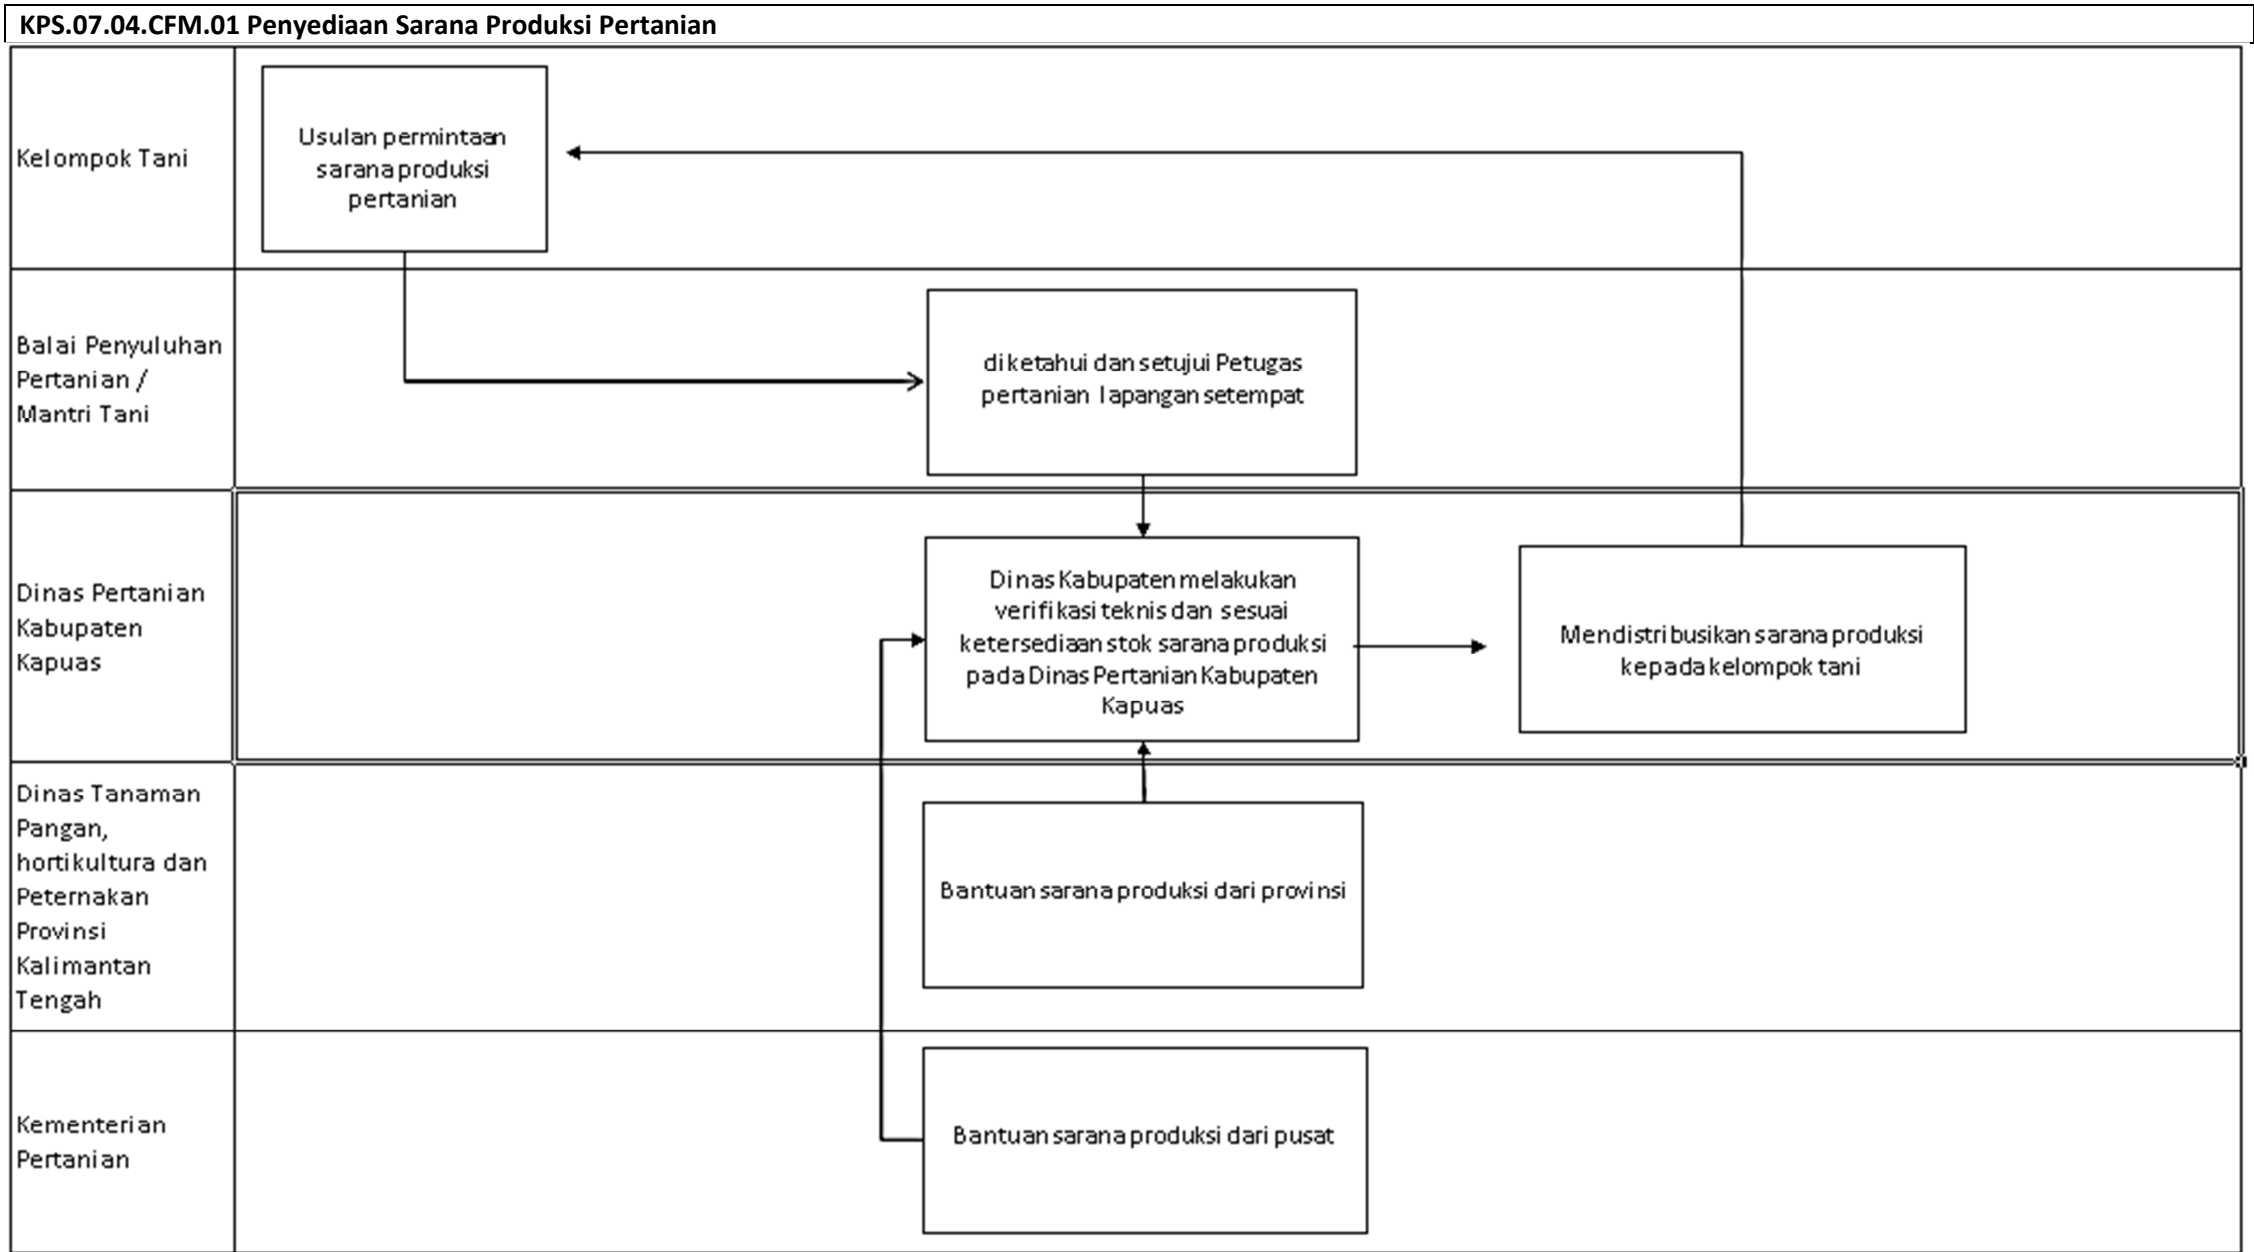 KPS.07.04.CFM.01 Penyediaan Sarana Produksi Pertanian
Kelompok Tani
Usulan permintaan
sarana produksi
pertanian
Balai Penyuluhan
Pertanian /
Mantri Tani
diketahui dan setujui Petugas
pertanian lapangan setempat
Dinas Pertanian
Kabupaten
Kapuas
Dinas Kabupaten melakukan
verifikasi teknis dan sesuai
ketersediaan stok sarana produksi
pada Dinas Pertanian Kabupaten
Kapuas
Mendistribusikan sarana produksi
kepada kelompok tani
Dinas Tanaman
Pangan,
hortikultura dan
Peternakan
Provinsi
Kalimantan
Tengah
Bantuan sarana produksi dari provinsi
Kementerian
Pertanian
Bantuan sarana produksi dari pusat